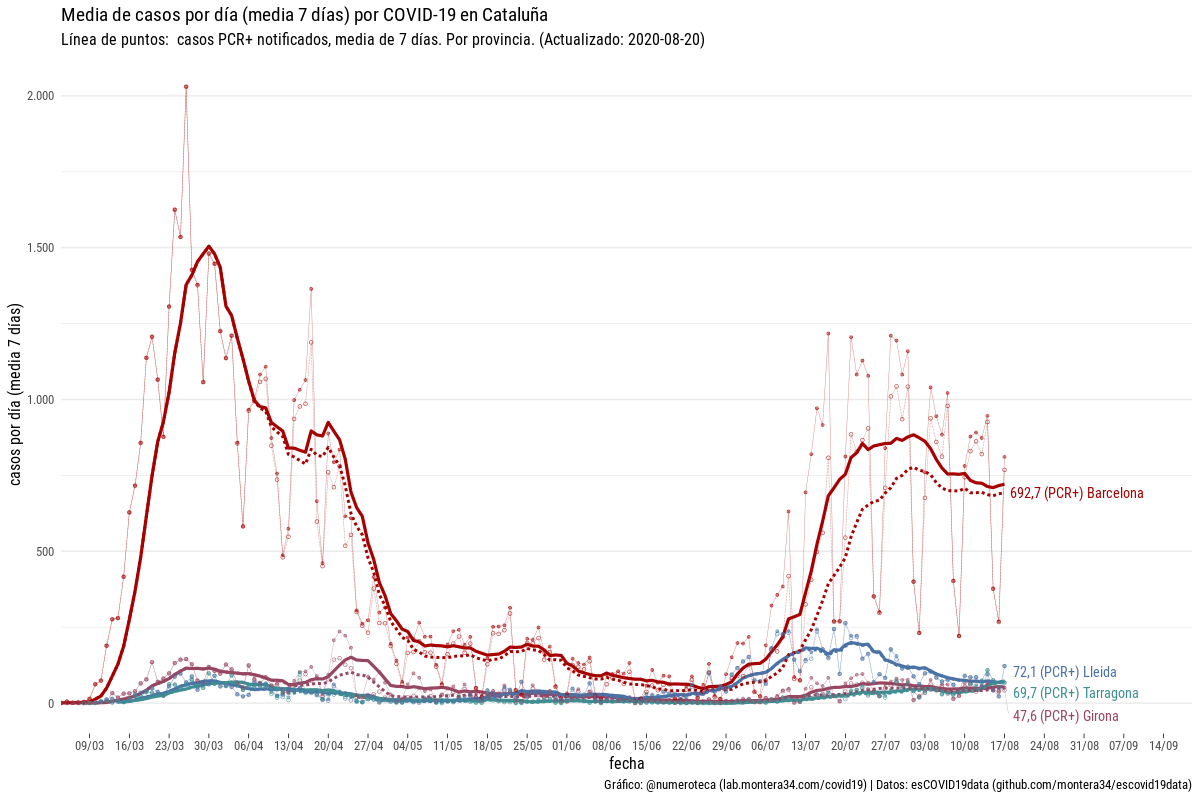 Media de casos por día (media 7 días) por COVID-19 en Cataluña
Línea de puntos:  casos PCR+ notificados, media de 7 días. Por provincia. (Actualizado: 2020-08-20)
casos por día (media 7 días)
2.000
1.500
1.000
500
0
692,7 (PCR+) Barcelona
72,1 (PCR+) Lleida
69,7 (PCR+) Tarragona
47,6 (PCR+) Girona
09/03 16/03 23/03 30/03 06/04 13/04 20/04 27/04 04/05 11/05 18/05 25/05 01/06 08/06 15/06 22/06 29/06 06/07 13/07 20/07 27/07 03/08 10/08 17/08 24/08 31/08 07/09 14/09
fecha
Gráfico: @numeroteca (lab.montera34.com/covid19) | Datos: esCOVID19data (github.com/montera34/escovid19data)